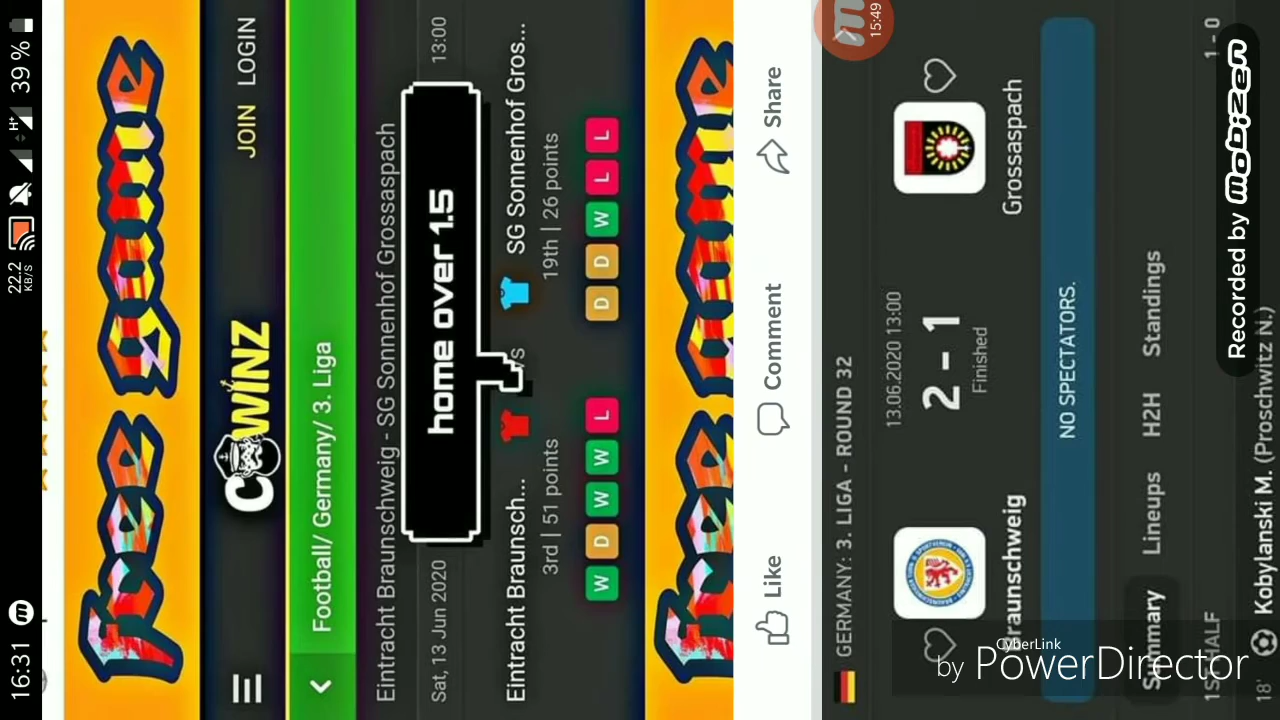 16:31
22.2 KB/S
H+
39 %
free game
COWINZ
JOIN LOGIN
Football/ Germany/ 3. Liga
Eintracht Braunschweig - SG Sonnenhof Grossaspach
Sat, 13 Jun 2020
13:00
home over 1.5
Eintracht Braunsch...
SG Sonnenhof Gros...
3rd | 51 points
19th | 26 points
W D W W L
D D W L L
free game
Like
Comment
Share
15:49
GERMANY: 3. LIGA - ROUND 32
13.06.2020 13:00
2 - 1
Finished
Braunschweig
Grossaspach
NO SPECTATORS.
Summary Lineups H2H Standings
1ST HALF
1 - 0
18' Kobylanski M. (Proschwitz N.)
Recorded by mobizen
CyberLink
by PowerDirector